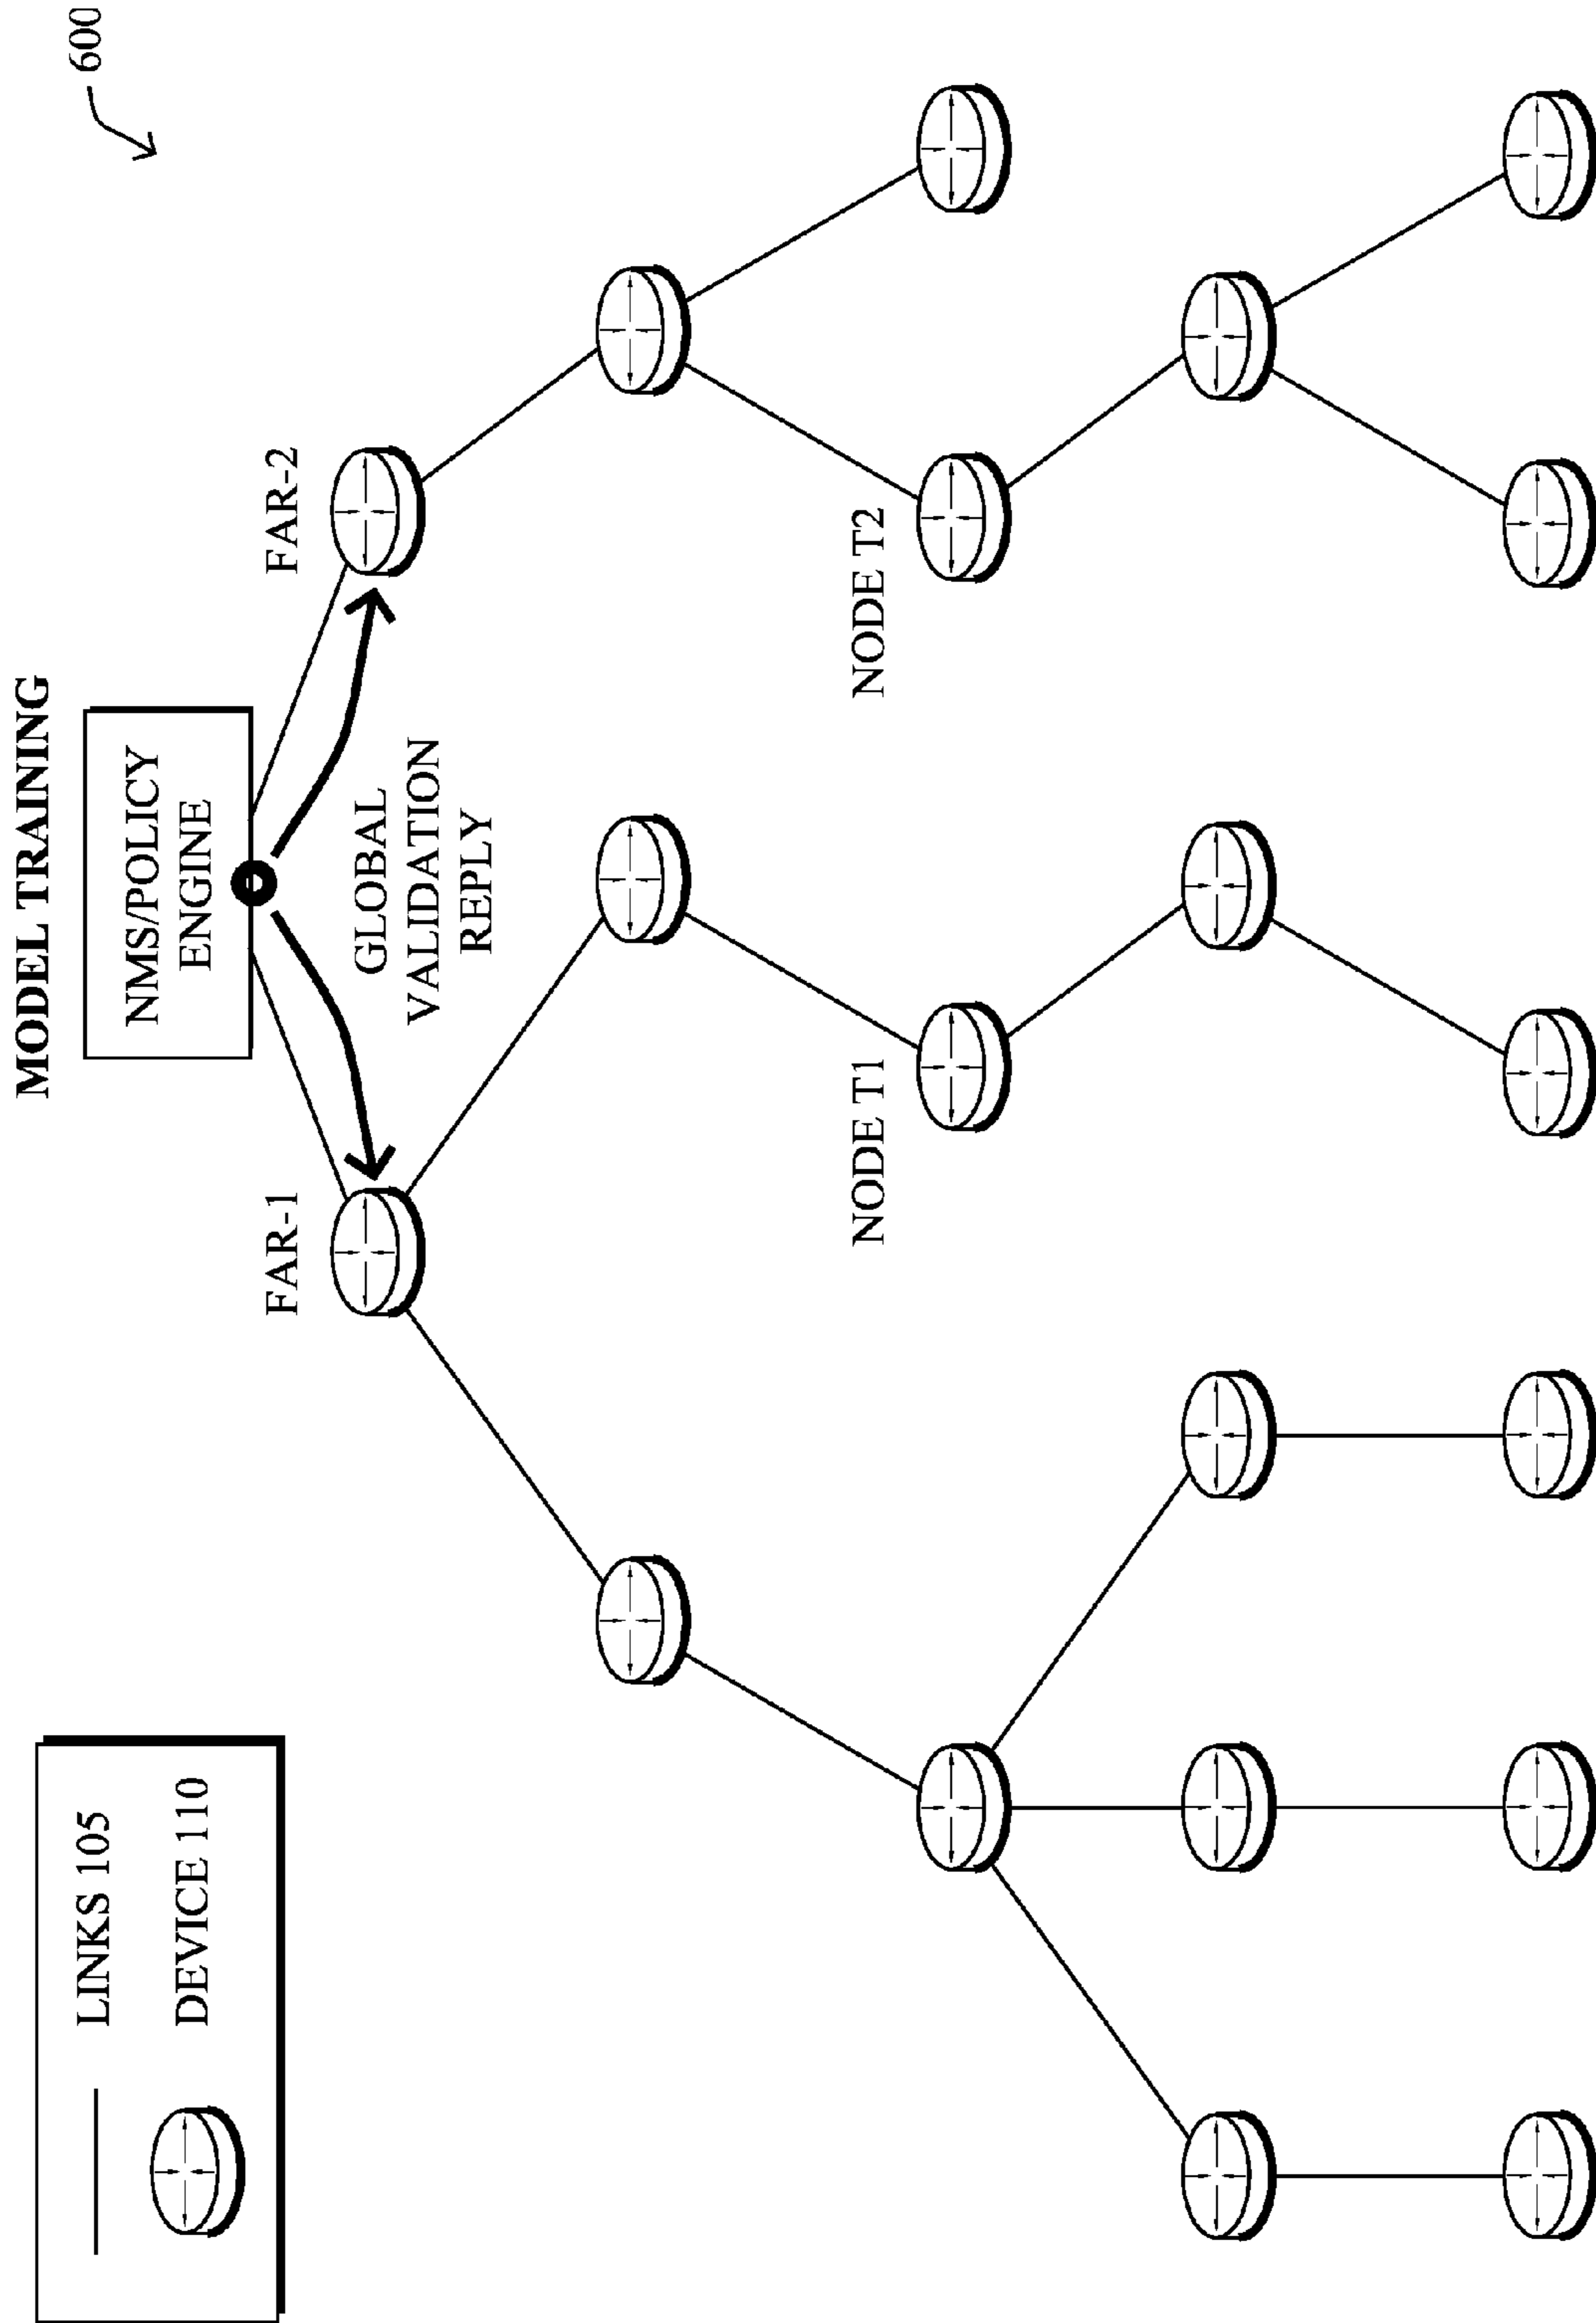 LINKS 105
DEVICE 110
MODEL TRAINING
600
NMS/POLICY
ENGINE
FAR-1
FAR-2
GLOBAL
VALIDATION
REPLY
NODE T1
NODE T2